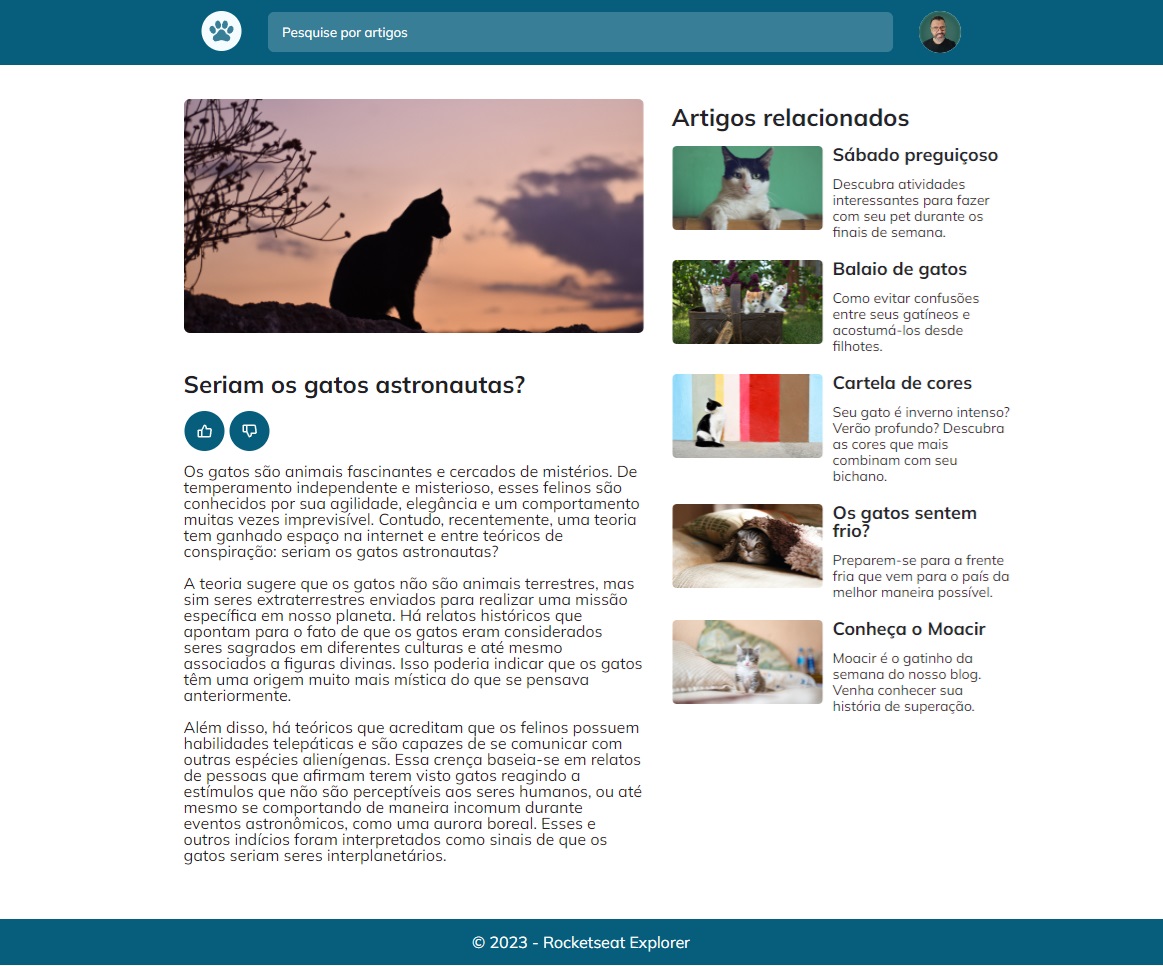 Pesquise por artigos
Seriam os gatos astronautas?
Os gatos são animais fascinantes e cercados de mistérios. De
temperamento independente e misterioso, esses felinos são
conhecidos por sua agilidade, elegância e um comportamento
muitas vezes imprevisível. Contudo, recentemente, uma teoria
tem ganhado espaço na internet e entre teóricos de
conspiração: seriam os gatos astronautas?
A teoria sugere que os gatos não são animais terrestres, mas
sim seres extraterrestres enviados para realizar uma missão
específica em nosso planeta. Há relatos históricos que
apontam para o fato de que os gatos eram considerados
seres sagrados em diferentes culturas e até mesmo
associados a figuras divinas. Isso poderia indicar que os gatos
têm uma origem muito mais mística do que se pensava
anteriormente.
Além disso, há teóricos que acreditam que os felinos possuem
habilidades telepáticas e são capazes de se comunicar com
outras espécies alienígenas. Essa crença baseia-se em relatos
de pessoas que afirmam terem visto gatos reagindo a
estímulos que não são perceptíveis aos seres humanos, ou até
mesmo se comportando de maneira incomum durante
eventos astronômicos, como uma aurora boreal. Esses e
outros indícios foram interpretados como sinais de que os
gatos seriam seres interplanetários.
Artigos relacionados
Sábado preguiçoso
Descubra atividades
interessantes para fazer
com seu pet durante os
finais de semana.
Balaio de gatos
Como evitar confusões
entre seus gatíneos e
acostumá-los desde
filhotes.
Cartela de cores
Seu gato é inverno intenso?
Verão profundo? Descubra
as cores que mais
combinam com seu
bichano.
Os gatos sentem
frio?
Preparem-se para a frente
fria que vem para o país da
melhor maneira possível.
Conheça o Moacir
Moacir é o gatinho da
semana do nosso blog.
Venha conhecer sua
história de superação.
© 2023 - Rocketseat Explorer